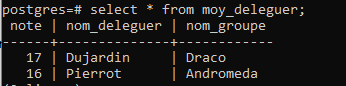 postgres=# select * from moy_deleguer;
note | nom_deleguer | nom_groupe
------+--------------+------------
17 | Dujardin | Draco
16 | Pierrot | Andromeda